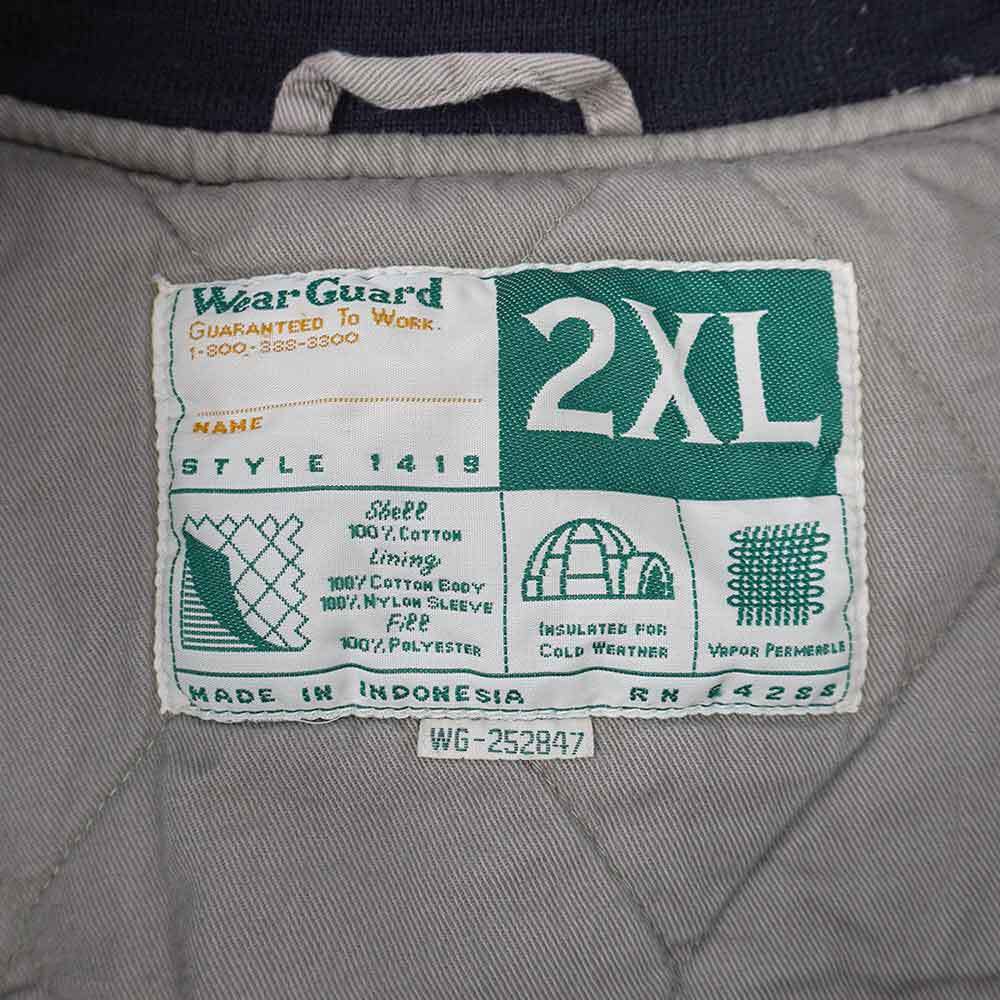 WearGuard
GUARANTEED TO WORK.
1-800-388-3300
NAME
STYLE 1419
2XL
Shell
100% COTTON
Lining
100% COTTON BODY
100% NYLON SLEEVE
Fill
100% POLYESTER
INSULATED FOR
COLD WEATHER
VAPOR PERMEABLE
MADE IN INDONESIA RN 64288
WG-252847